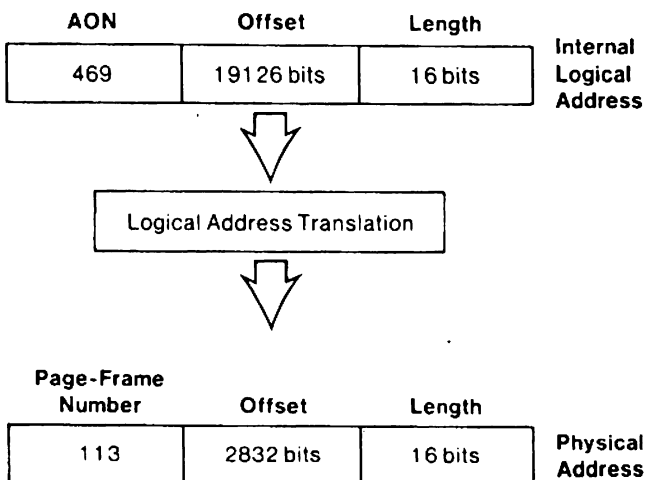 AON Offset Length
469 19126 bits 16 bits
Internal
Logical
Address
Logical Address Translation
Page-Frame
Number Offset Length
113 2832 bits 16 bits
Physical
Address